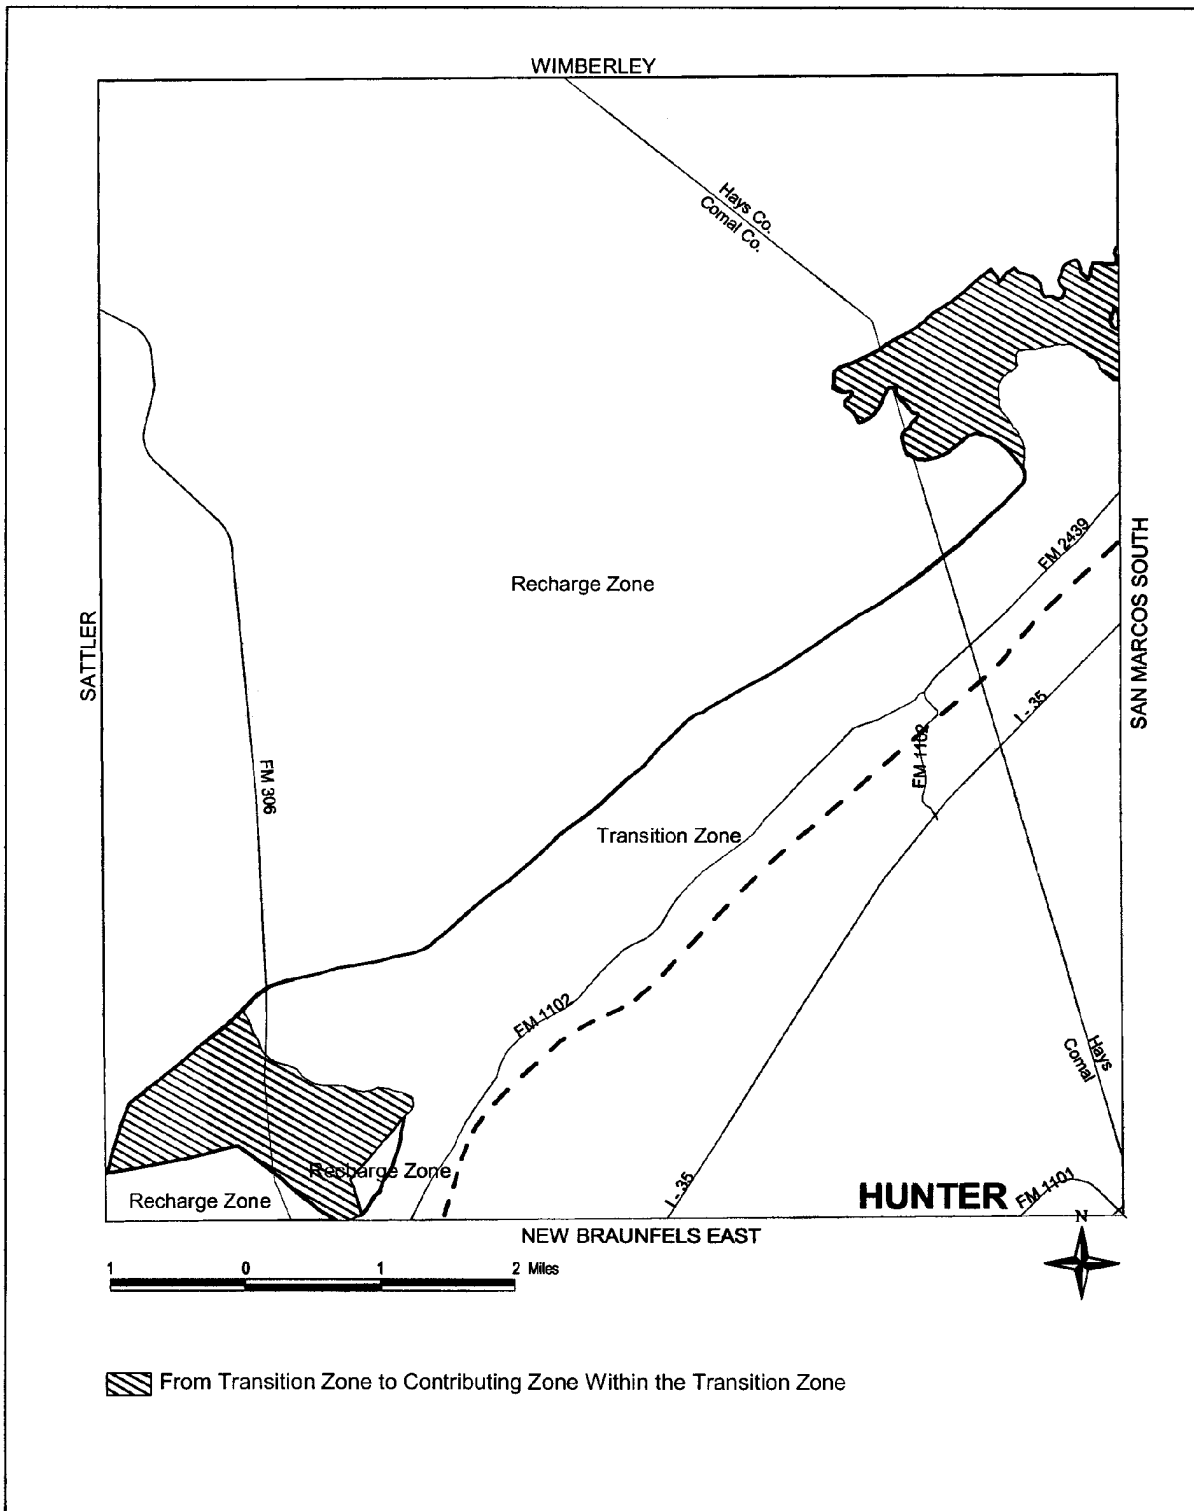 WIMBERLEY
Hays Co.
Comal Co.
FM 2439
SAN MARCOS SOUTH
Recharge Zone
SATTLER
I - 35
FM 1102
FM 306
Transition Zone
FM 1102
Hays
Comal
Recharge Zone
Recharge Zone
I - 35
HUNTER
FM 1101
N
NEW BRAUNFELS EAST
1 0 1 2 Miles
From Transition Zone to Contributing Zone Within the Transition Zone